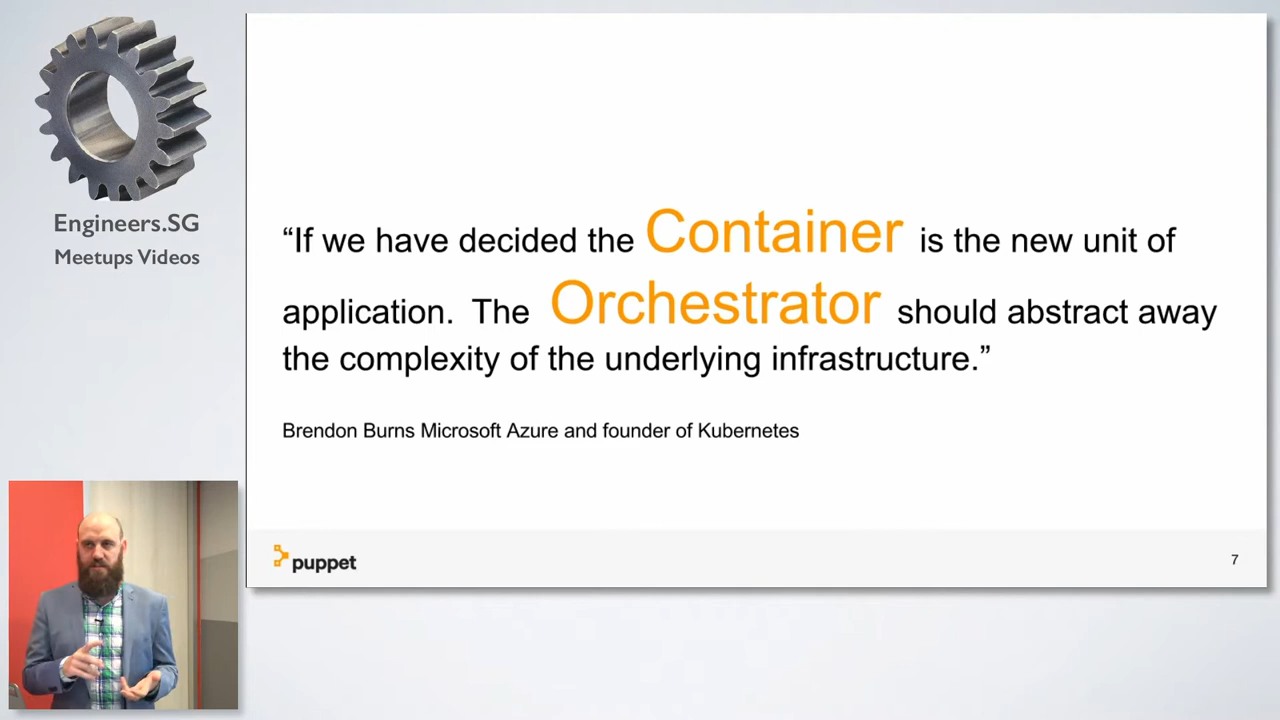 Engineers.SG
Meetups Videos
“If we have decided the Container is the new unit of
application. The Orchestrator should abstract away
the complexity of the underlying infrastructure.”
Brendon Burns Microsoft Azure and founder of Kubernetes
puppet
7